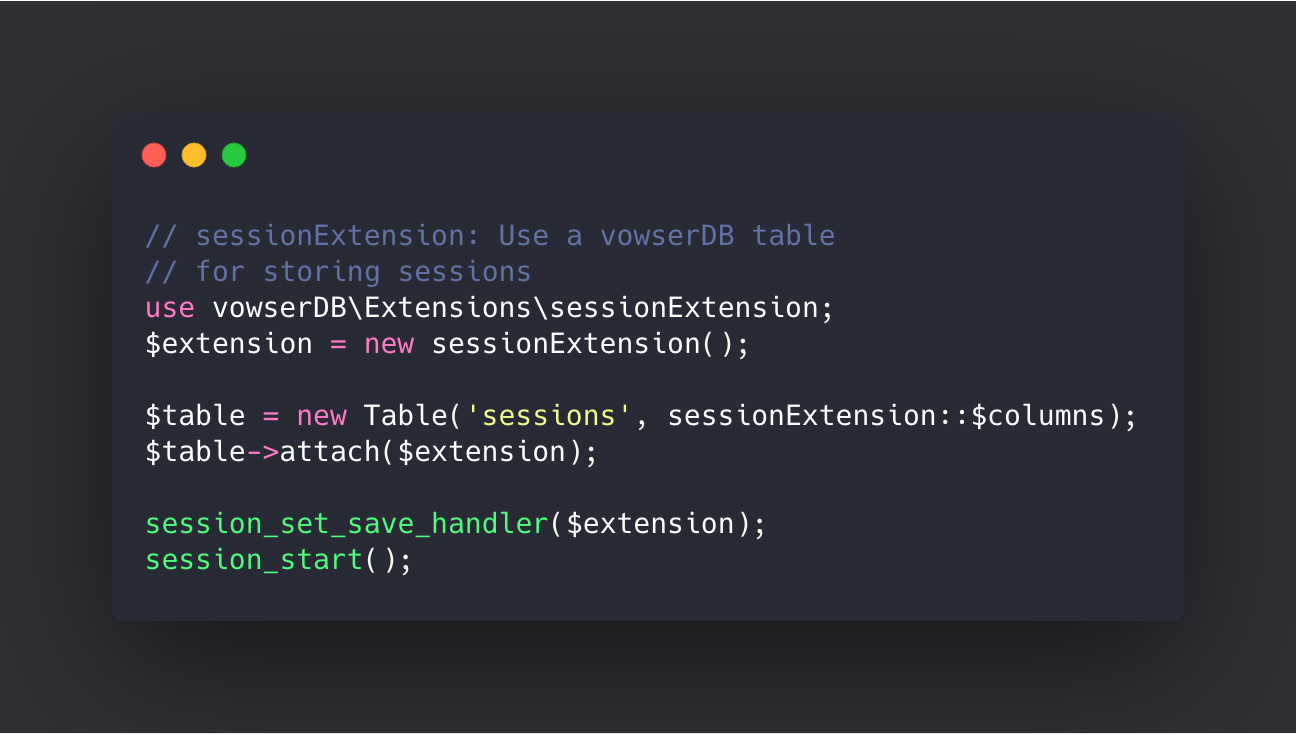 // sessionExtension: Use a vowserDB table
// for storing sessions
use vowserDB\Extensions\sessionExtension;
$extension = new sessionExtension();
$table = new Table('sessions', sessionExtension::$columns);
$table->attach($extension);
session_set_save_handler($extension);
session_start();